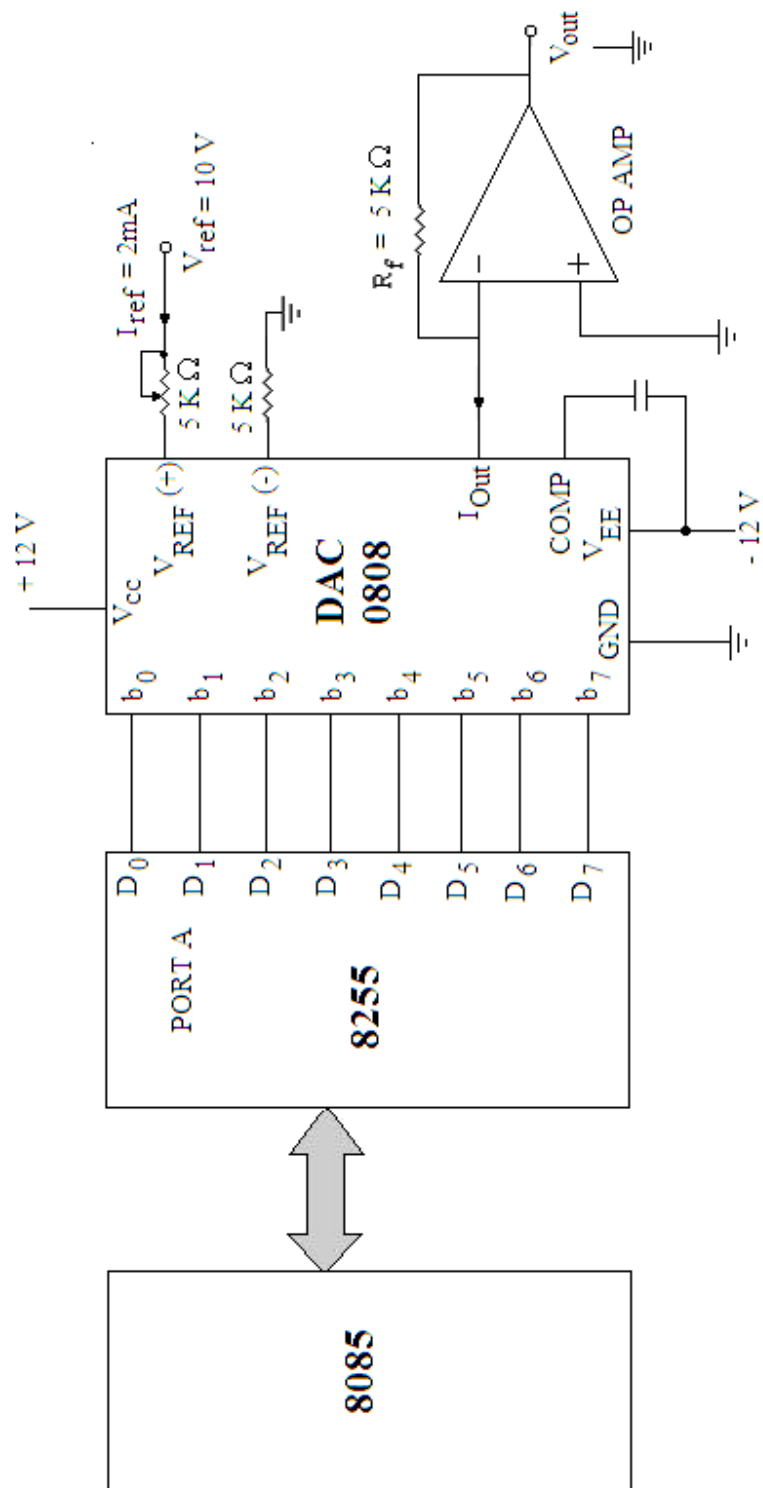 8085
8255
PORT A
D0
D1
D2
D3
D4
D5
D6
D7
DAC
0808
b0
b1
b2
b3
b4
b5
b6
b7
Vcc
+12 V
VREF (+)
VREF (-)
IOut
COMP
VEE
GND
- 12 V
5 K Ω
5 K Ω
Iref = 2mA
Vref = 10 V
Rf = 5 K Ω
-
+
OP AMP
Vout